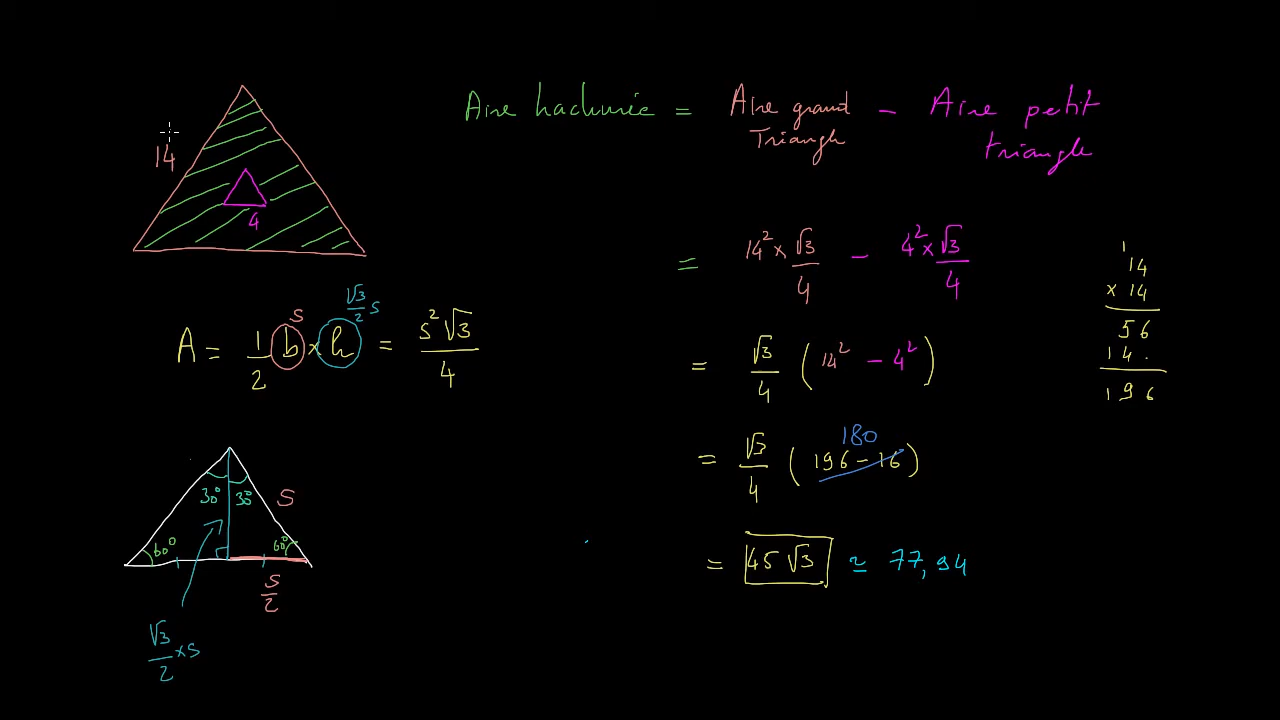 14
4
A = 1/2 b × h = s²√3/4
s
√3/2 s
30° 30°
s
60° 60°
s/2
√3/2 × s
Aire hachurée = Aire grand Triangle − Aire petit triangle
= 14² × √3/4 − 4² × √3/4
= √3/4 (14² − 4²)
180
= √3/4 (196 − 16)
= 45√3 ≃ 77,94
1
14
× 14
56
14.
196